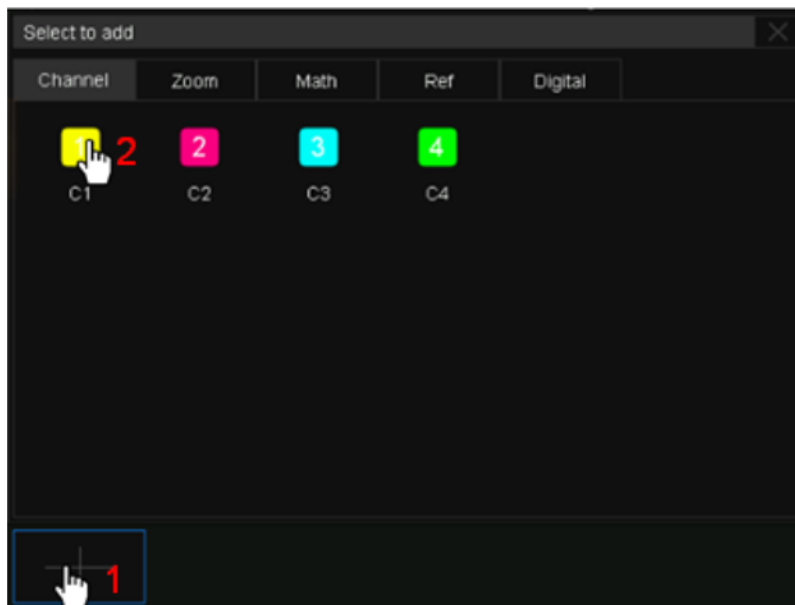 Select to add
Channel Zoom Math Ref Digital
1 2 2 3 4
C1 C2 C3 C4
1